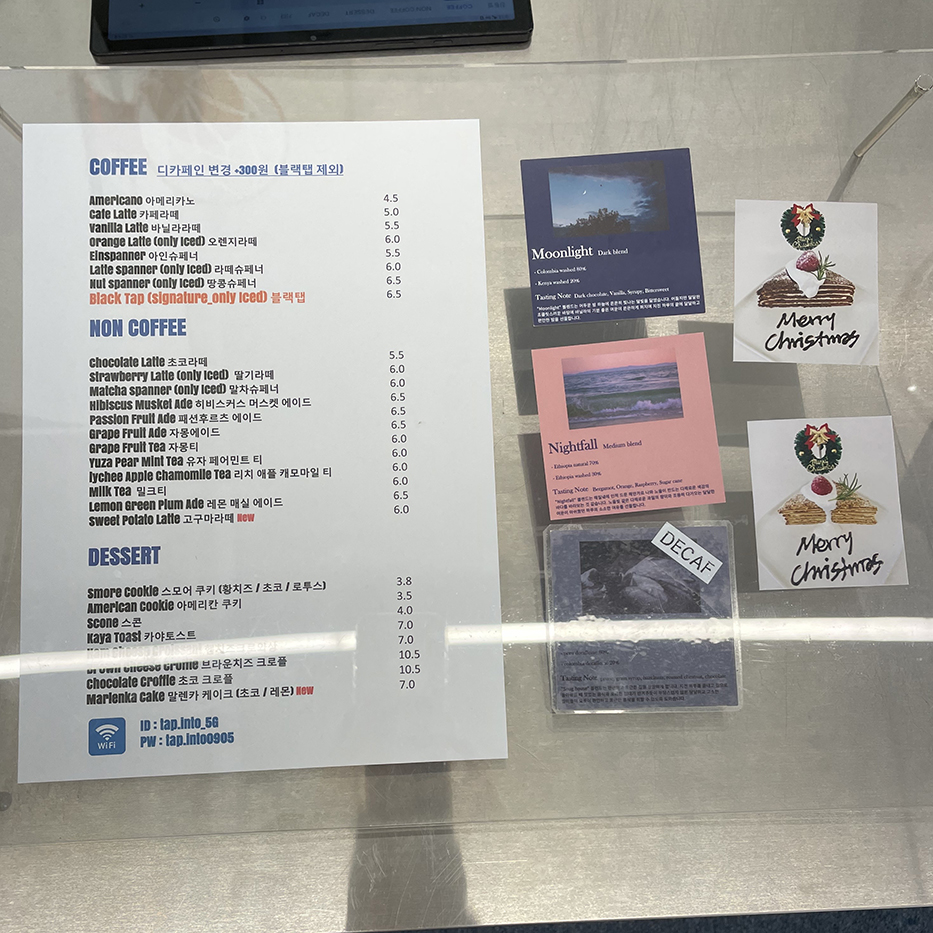 COFFEE 디카페인 변경 +300원 (블랙탭 제외)
Americano 아메리카노 4.5
Cafe Latte 카페라떼 5.0
Vanilla Latte 바닐라라떼 5.5
Orange Latte (only Iced) 오렌지라떼 6.0
Einspanner 아인슈페너 5.5
Latte spanner (only Iced) 라떼슈페너 6.0
Nut spanner (only Iced) 땅콩슈페너 6.5
Black Tap (signature_only Iced) 블랙탭 6.5
NON COFFEE
Chocolate Latte 초코라떼 5.5
strawberry Latte (only Iced) 딸기라떼 6.0
Matcha spanner (only Iced) 말차슈페너 6.0
Hibiscus Musket Ade 히비스커스 머스켓 에이드 6.5
Passion Fruit Ade 패션후르츠 에이드 6.5
Grape Fruit Ade 자몽에이드 6.5
Grape Fruit Tea 자몽티 6.0
Yuza Pear Mint Tea 유자 페어민트 티 6.0
lychee Apple Chamomile Tea 리치 애플 캐모마일 티 6.0
Milk Tea 밀크티 6.0
Lemon Green Plum Ade 레몬 매실 에이드 6.5
sweet Potato Latte 고구마라떼 New 6.0
DESSERT
Smore Cookie 스모어 쿠키 (황치즈 / 초코 / 로투스) 3.8
American Cookie 아메리칸 쿠키 3.5
Scone 스콘 4.0
Kaya Toast 카야토스트 7.0
7.0
Brown Cheese Croffle 브라운치즈 크로플 10.5
Chocolate Croffle 초코 크로플 10.5
Marlenka Cake 말렌카 케이크 (초코 / 레몬) New 7.0
WiFi
ID : tap.info_5G
PW : tap.info0905
Moonlight Dark blend
- Colombia washed 80%
- Kenya washed 20%
Tasting Note Dark chocolate, Vanilla, Syrupy, Bittersweet
Nightfall Medium blend
- Ethiopia natural 70%
- Ethiopia washed 30%
Tasting Note Bergamot, Orange, Raspberry, Sugar cane
DECAF
Tasting Note
Merry
Christmas
Merry
Christmas